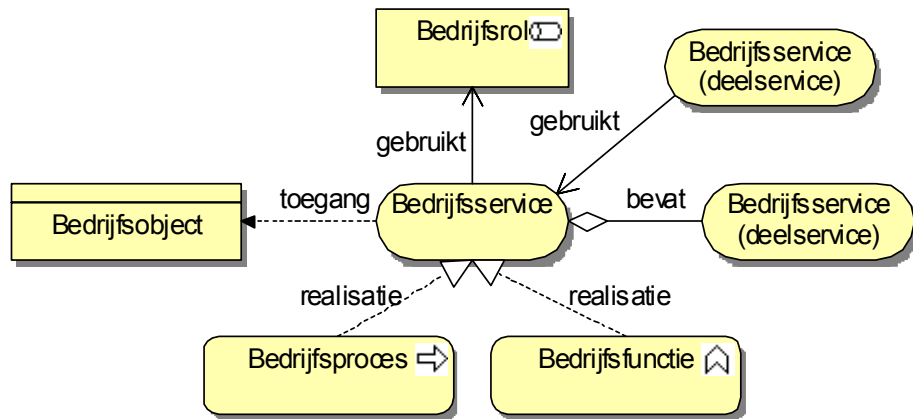 Bedrijfsrol
Bedrijfsservice
(deelservice)
gebruikt
gebruikt
toegang
Bedrijfsobject
Bedrijfsservice
bevat
Bedrijfsservice
(deelservice)
realisatie
realisatie
Bedrijfsproces
Bedrijfsfunctie